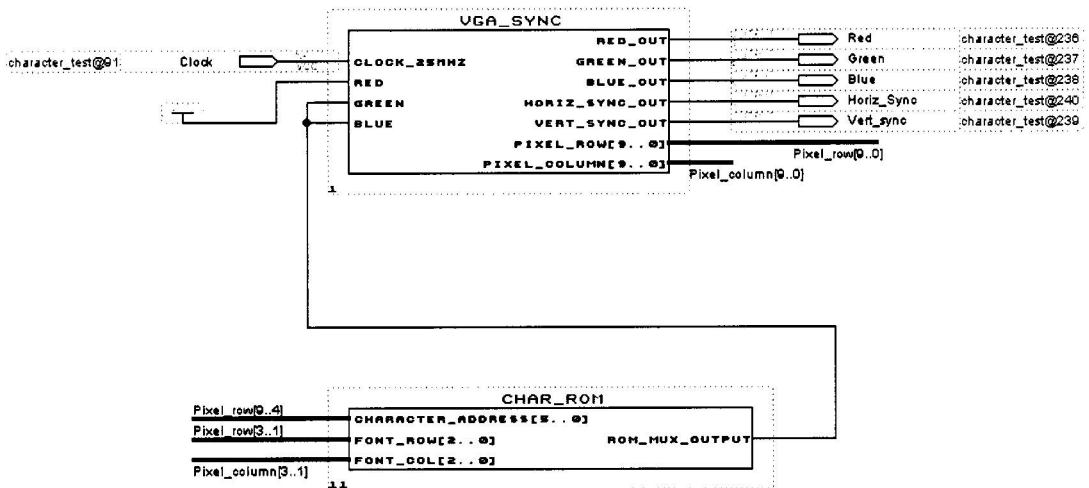 VGA_SYNC
character_test@91 Clock
CLOCK_25MHZ
RED
GREEN
BLUE
RED_OUT
GREEN_OUT
BLUE_OUT
HORIZ_SYNC_OUT
VERT_SYNC_OUT
PIXEL_ROW[9..0]
PIXEL_COLUMN[9..0]
1
Red character_test@236
Green character_test@237
Blue character_test@238
Horiz_Sync character_test@240
Vert_sync character_test@239
Pixel_row[9..0]
Pixel_column[9..0]
CHAR_ROM
Pixel_row[9..4]
Pixel_row[3..1]
Pixel_column[3..1]
CHARACTER_ADDRESS[5..0]
FONT_ROW[2..0]
FONT_COL[2..0]
ROM_MUX_OUTPUT
11